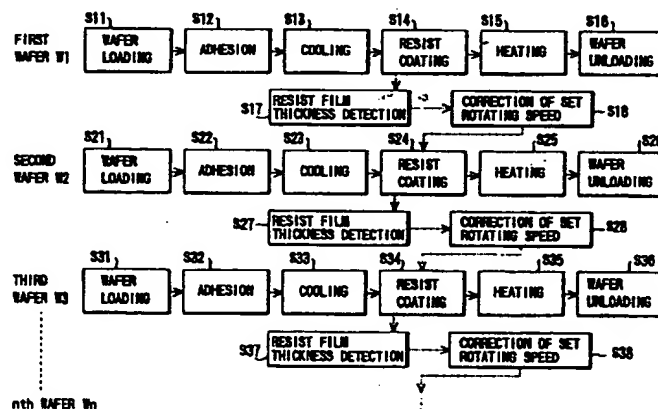 S11 S12 S13 S14 S15 S16
FIRST
WAFER W1
WAFER
LOADING
ADHESION
COOLING
RESIST
COATING
HEATING
WAFER
UNLOADING
S17
RESIST FILM
THICKNESS DETECTION
CORRECTION OF SET
ROTATING SPEED
S18
S21 S22 S23 S24 S25 S26
SECOND
WAFER W2
WAFER
LOADING
ADHESION
COOLING
RESIST
COATING
HEATING
WAFER
UNLOADING
S27
RESIST FILM
THICKNESS DETECTION
CORRECTION OF SET
ROTATING SPEED
S28
S31 S32 S33 S34 S35 S36
THIRD
WAFER W3
WAFER
LOADING
ADHESION
COOLING
RESIST
COATING
HEATING
WAFER
UNLOADING
S37
RESIST FILM
THICKNESS DETECTION
CORRECTION OF SET
ROTATING SPEED
S38
nth WAFER Wn